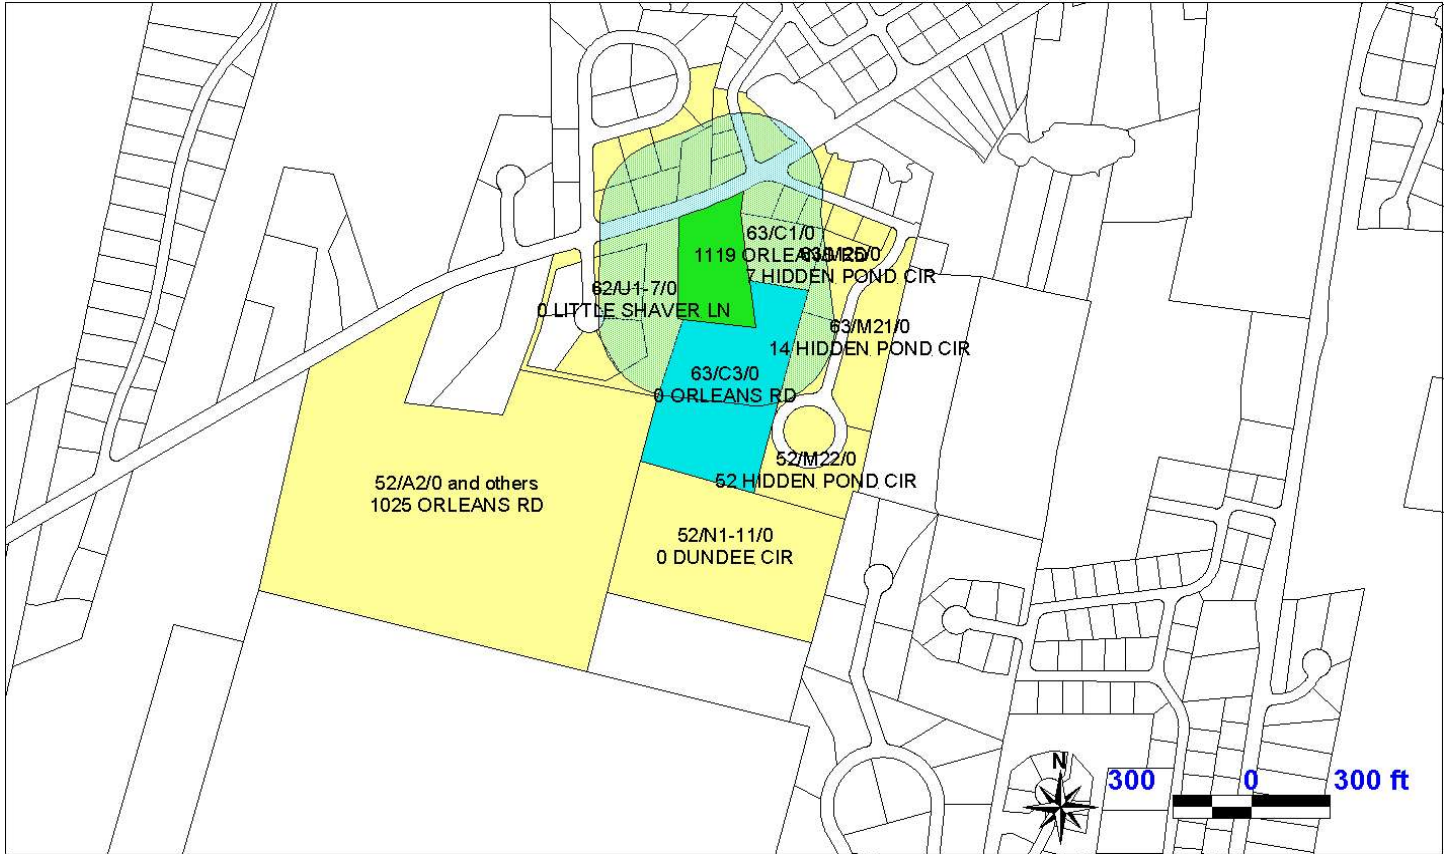 63/C1/0
1119 ORLEANS RD
63/M25/0
7 HIDDEN POND CIR
62/U1-7/0
0 LITTLE SHAVER LN
63/M21/0
14 HIDDEN POND CIR
63/C3/0
0 ORLEANS RD
52/M22/0
52 HIDDEN POND CIR
52/A2/0 and others
1025 ORLEANS RD
52/N1-11/0
0 DUNDEE CIR
N
300 0 300 ft